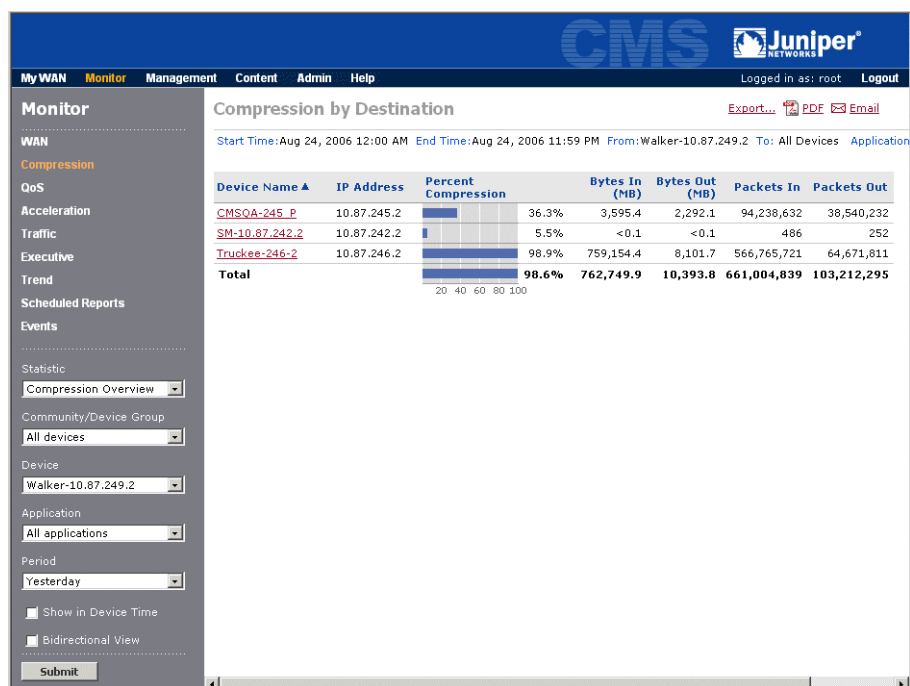 CMS
Juniper®
NETWORKS
My WAN Monitor Management Content Admin Help Logged in as: root Logout
Monitor
WAN
Compression
QoS
Acceleration
Traffic
Executive
Trend
Scheduled Reports
Events
Statistic
Compression Overview
Community/Device Group
All devices
Device
Walker-10.87.249.2
Application
All applications
Period
Yesterday
Show in Device Time
Bidirectional View
Submit
Compression by Destination
Export... PDF Email
Start Time:Aug 24, 2006 12:00 AM End Time:Aug 24, 2006 11:59 PM From:Walker-10.87.249.2 To: All Devices Application
Device Name▲ IP Address Percent Compression Bytes In (MB) Bytes Out (MB) Packets In Packets Out
CMSQA-245_P 10.87.245.2 36.3% 3,595.4 2,292.1 94,238,632 38,540,232
SM-10.87.242.2 10.87.242.2 5.5% <0.1 <0.1 486 252
Truckee-246-2 10.87.246.2 98.9% 759,154.4 8,101.7 566,765,721 64,671,811
Total 98.6% 762,749.9 10,393.8 661,004,839 103,212,295
20 40 60 80 100